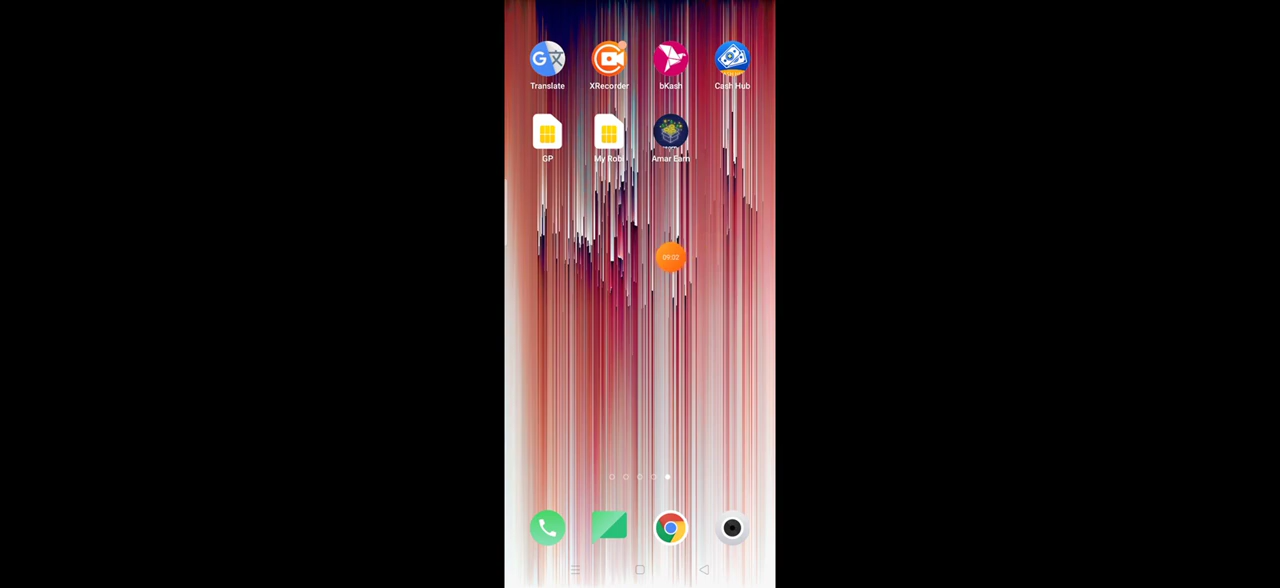 Translate
XRecorder
bKash
Cash Hub
GP
My Robi
Amar Earn
09:02